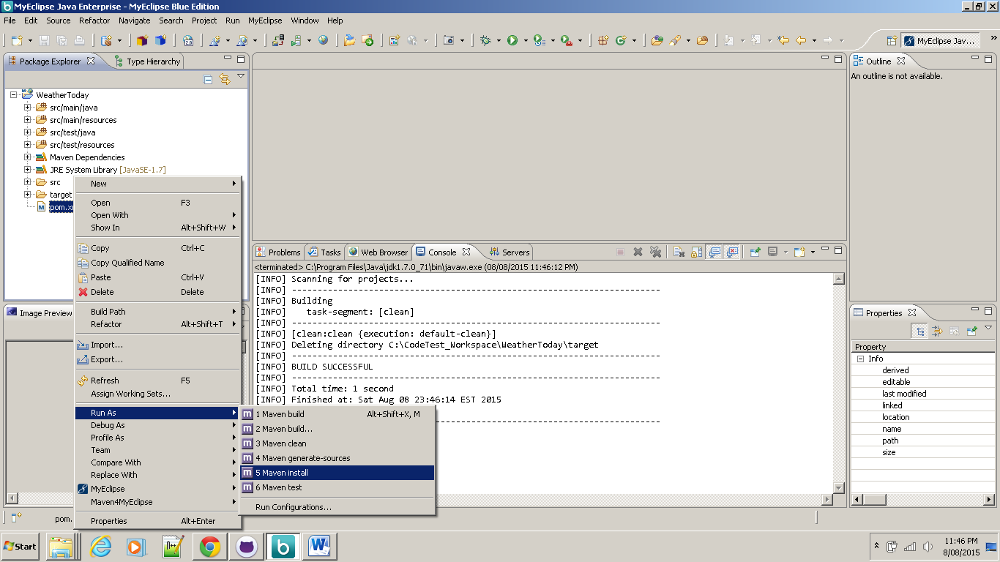 MyEclipse Java Enterprise - MyEclipse Blue Edition
File Edit Source Refactor Navigate Search Project Run MyEclipse Window Help
MyEclipse Jav...
Package Explorer
Type Hierarchy
WeatherToday
src/main/java
src/main/resources
src/test/java
src/test/resources
Maven Dependencies
JRE System Library [JavaSE-1.7]
src
target
pom.x
New
Open F3
Open With
Show In Alt+Shift+W
Copy Ctrl+C
Copy Qualified Name
Paste Ctrl+V
Delete Delete
Build Path
Refactor Alt+Shift+T
Import...
Export...
Refresh F5
Assign Working Sets...
Run As
Debug As
Profile As
Team
Compare With
Replace With
MyEclipse
Maven4MyEclipse
Properties Alt+Enter
1 Maven build Alt+Shift+X, M
2 Maven build...
3 Maven clean
4 Maven generate-sources
5 Maven install
6 Maven test
Run Configurations...
Image Preview
pom.
Problems Tasks Web Browser Console Servers
<terminated> C:\Program Files\Java\jdk1.7.0_71\bin\javaw.exe (08/08/2015 11:46:12 PM)
[INFO] Scanning for projects...
[INFO] ------------------------------------------------------------------------
[INFO] Building
[INFO]    task-segment: [clean]
[INFO] ------------------------------------------------------------------------
[INFO] [clean:clean {execution: default-clean}]
[INFO] Deleting directory C:\CodeTest_Workspace\WeatherToday\target
[INFO] ------------------------------------------------------------------------
[INFO] BUILD SUCCESSFUL
[INFO] ------------------------------------------------------------------------
[INFO] Total time: 1 second
[INFO] Finished at: Sat Aug 08 23:46:14 EST 2015
Outline
An outline is not available.
Properties
Property
Info
derived
editable
last modified
linked
location
name
path
size
Start
11:46 PM
8/08/2015